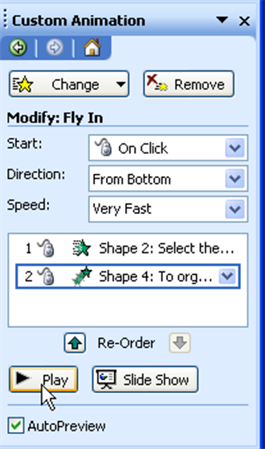 Custom Animation
Change Remove
Modify: Fly In
Start: On Click
Direction: From Bottom
Speed: Very Fast
1 Shape 2: Select the...
2 Shape 4: To org...
Re-Order
Play Slide Show
AutoPreview